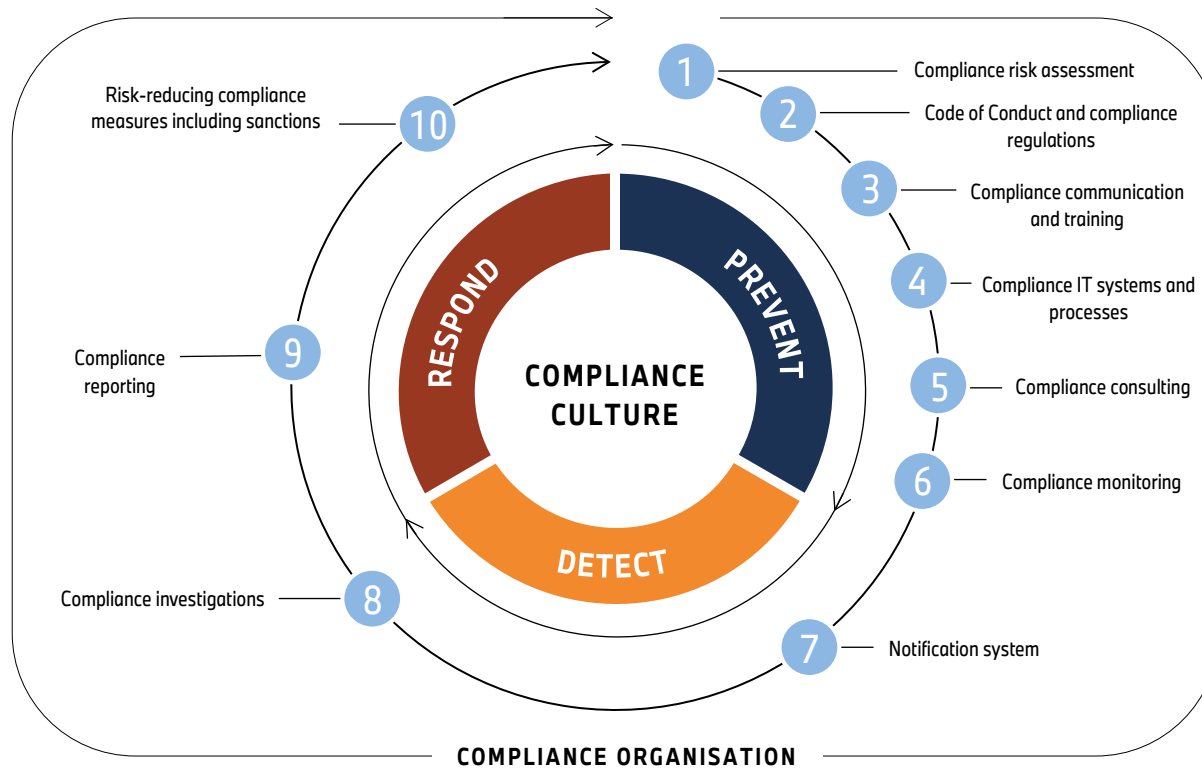 1
Compliance risk assessment
2
Code of Conduct and compliance
regulations
3
Compliance communication
and training
4
Compliance IT systems and
processes
5
Compliance consulting
6
Compliance monitoring
7
Notification system
8
Compliance investigations
9
Compliance
reporting
10
Risk-reducing compliance
measures including sanctions
PREVENT
DETECT
RESPOND
COMPLIANCE
CULTURE
COMPLIANCE ORGANISATION